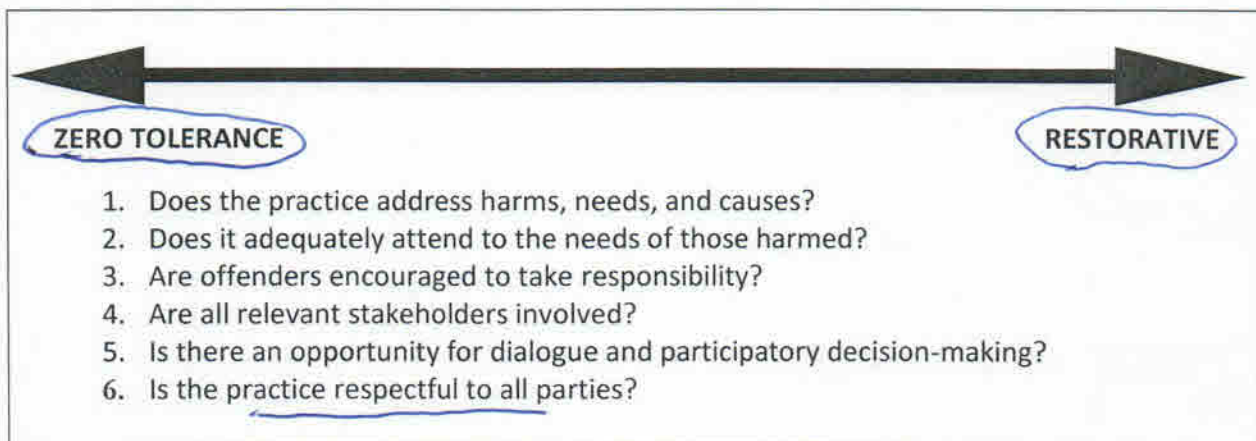 ZERO TOLERANCE
RESTORATIVE
1. Does the practice address harms, needs, and causes?
2. Does it adequately attend to the needs of those harmed?
3. Are offenders encouraged to take responsibility?
4. Are all relevant stakeholders involved?
5. Is there an opportunity for dialogue and participatory decision-making?
6. Is the practice respectful to all parties?